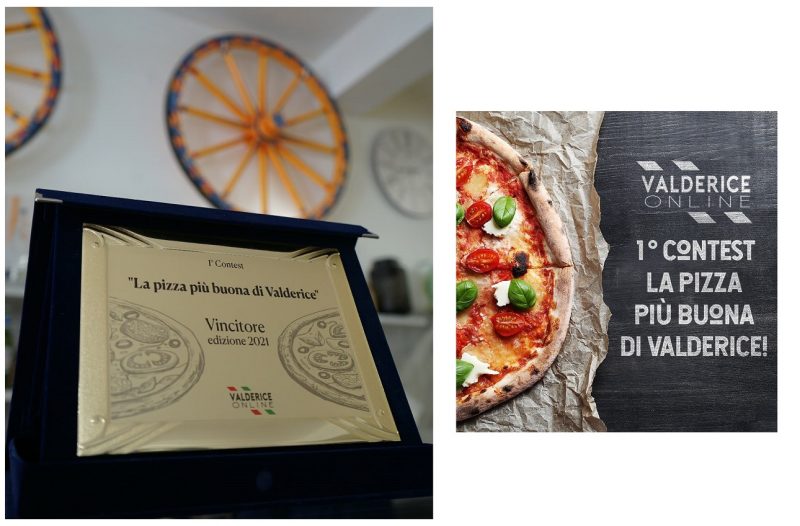 1° Contest
"La pizza più buona di Valderice"
Vincitore
edizione 2021
VALDERICE
ONLINE
VALDERICE
ONLINE
1° CONTEST
LA PIZZA
PIÙ BUONA
DI VALDERICE!